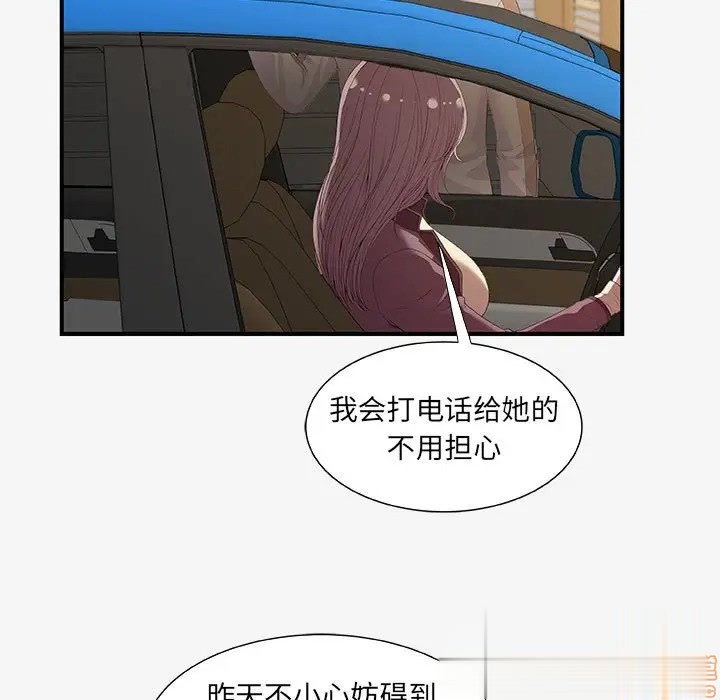 我会打电话给她的
不用担心
昨天不小心妨碍到